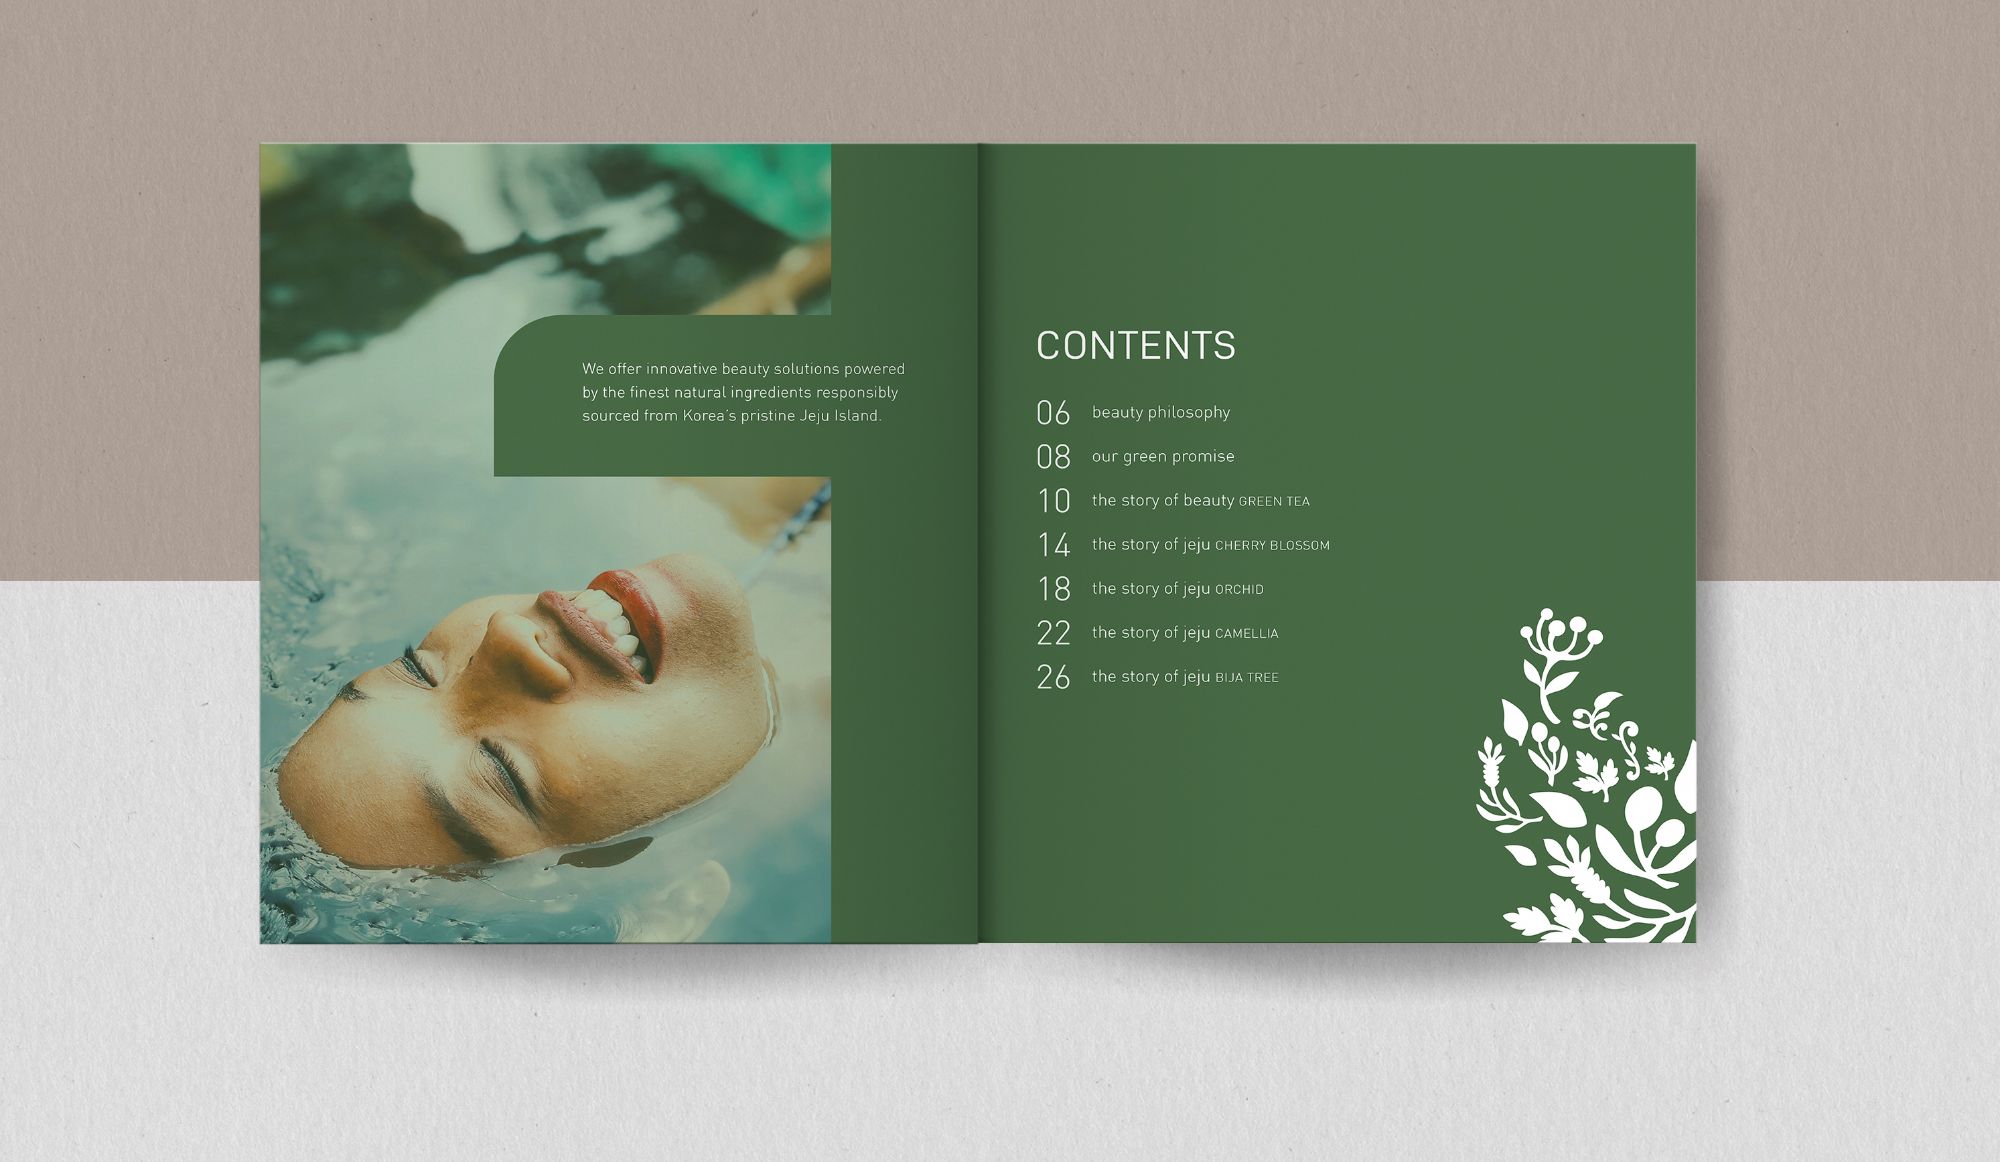 We offer innovative beauty solutions powered
by the finest natural ingredients responsibly
sourced from Korea's pristine Jeju Island.
CONTENTS
06 beauty philosophy
08 our green promise
10 the story of beauty GREEN TEA
14 the story of jeju CHERRY BLOSSOM
18 the story of jeju ORCHID
22 the story of jeju CAMELLIA
26 the story of jeju BIJA TREE